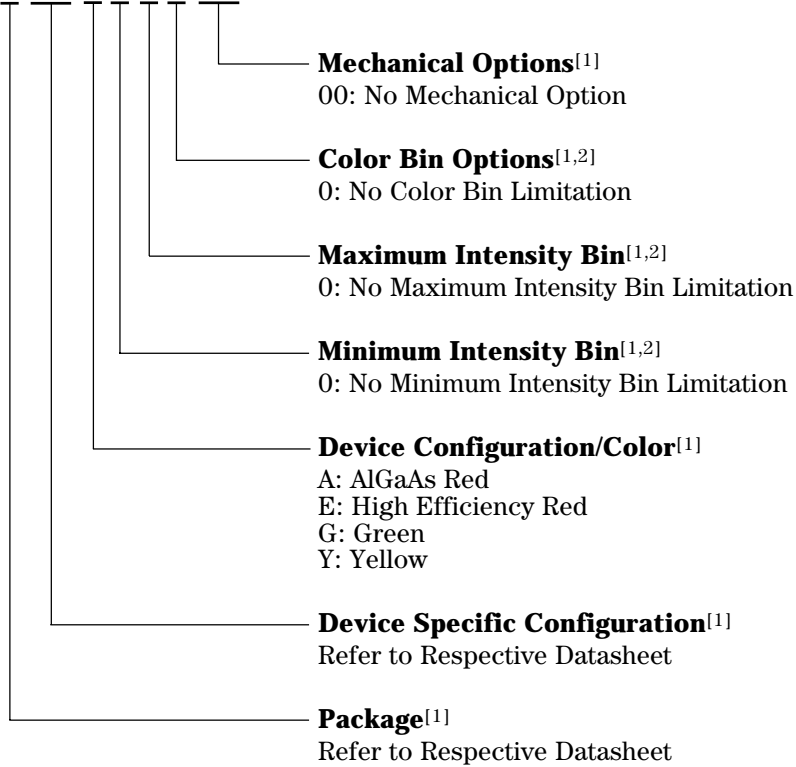 Mechanical Options[1]
00: No Mechanical Option
Color Bin Options[1,2]
0: No Color Bin Limitation
Maximum Intensity Bin[1,2]
0: No Maximum Intensity Bin Limitation
Minimum Intensity Bin[1,2]
0: No Minimum Intensity Bin Limitation
Device Configuration/Color[1]
A: AlGaAs Red
E: High Efficiency Red
G: Green
Y: Yellow
Device Specific Configuration[1]
Refer to Respective Datasheet
Package[1]
Refer to Respective Datasheet